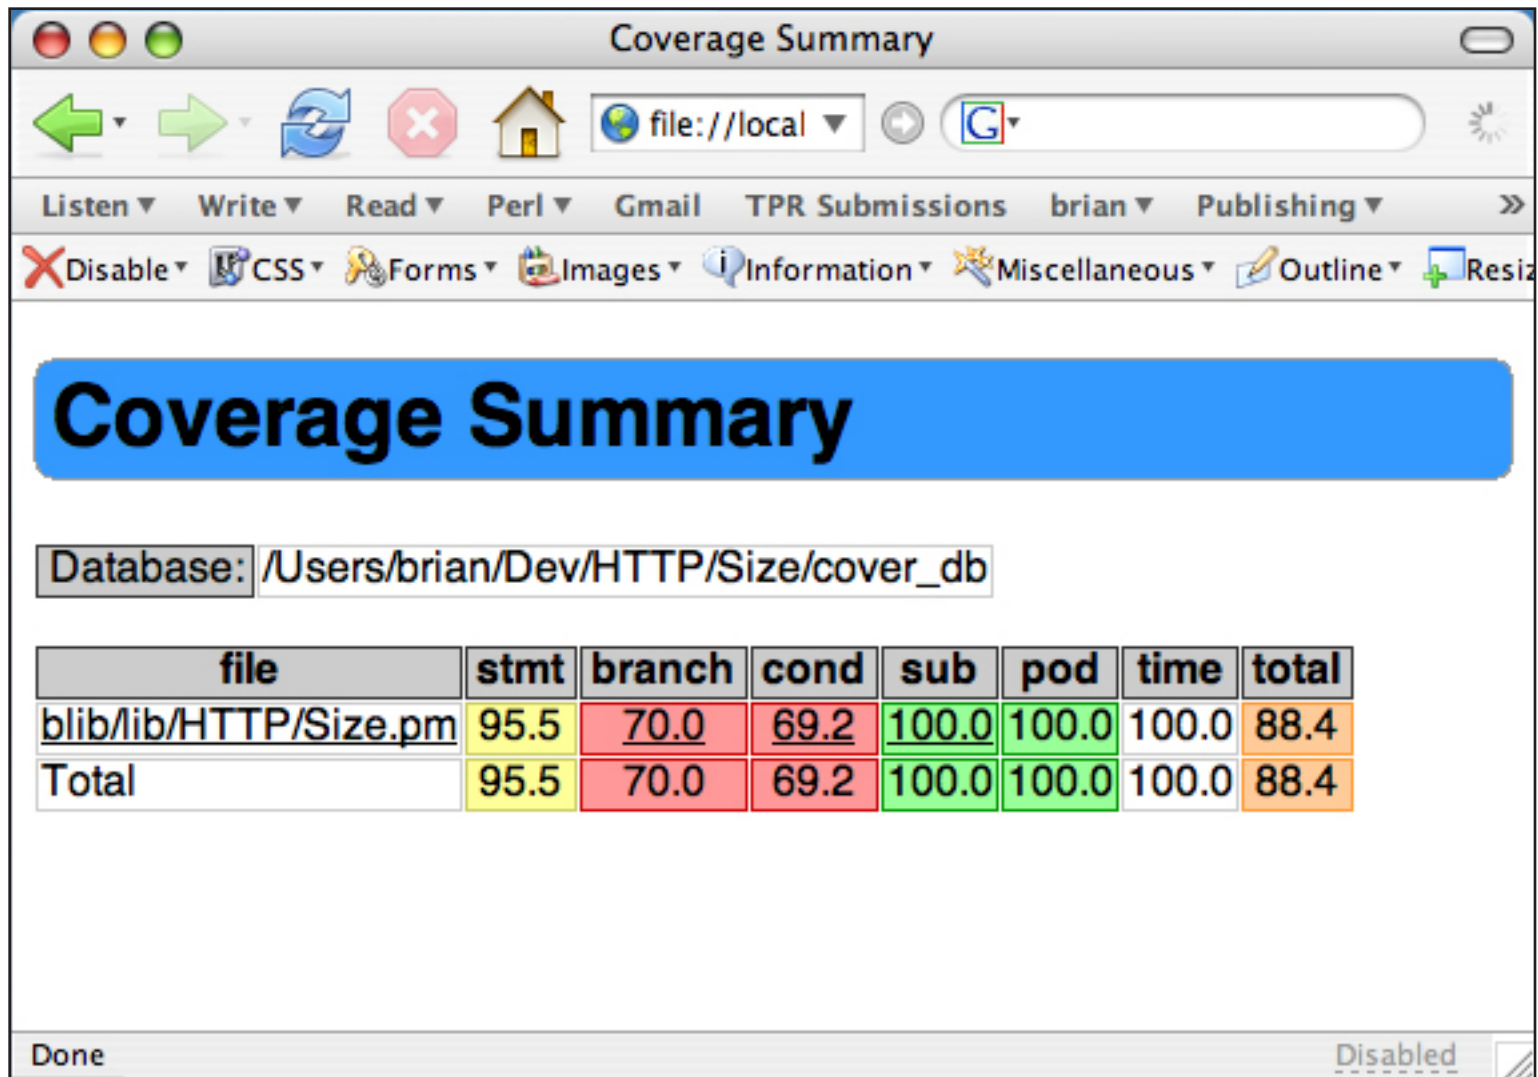 Coverage Summary
file://local
G
Listen Write Read Perl Gmail TPR Submissions brian Publishing »
Disable CSS Forms Images Information Miscellaneous Outline Resiz
Coverage Summary
Database: /Users/brian/Dev/HTTP/Size/cover_db
file stmt branch cond sub pod time total
blib/lib/HTTP/Size.pm 95.5 70.0 69.2 100.0 100.0 100.0 88.4
Total 95.5 70.0 69.2 100.0 100.0 100.0 88.4
Done Disabled